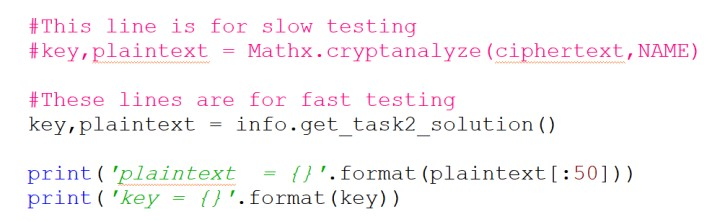 #This line is for slow testing
#key,plaintext = Mathx.cryptanalyze(ciphertext,NAME)
#These lines are for fast testing
key,plaintext = info.get_task2_solution()
print('plaintext  = {}'.format(plaintext[:50]))
print('key = {}'.format(key))